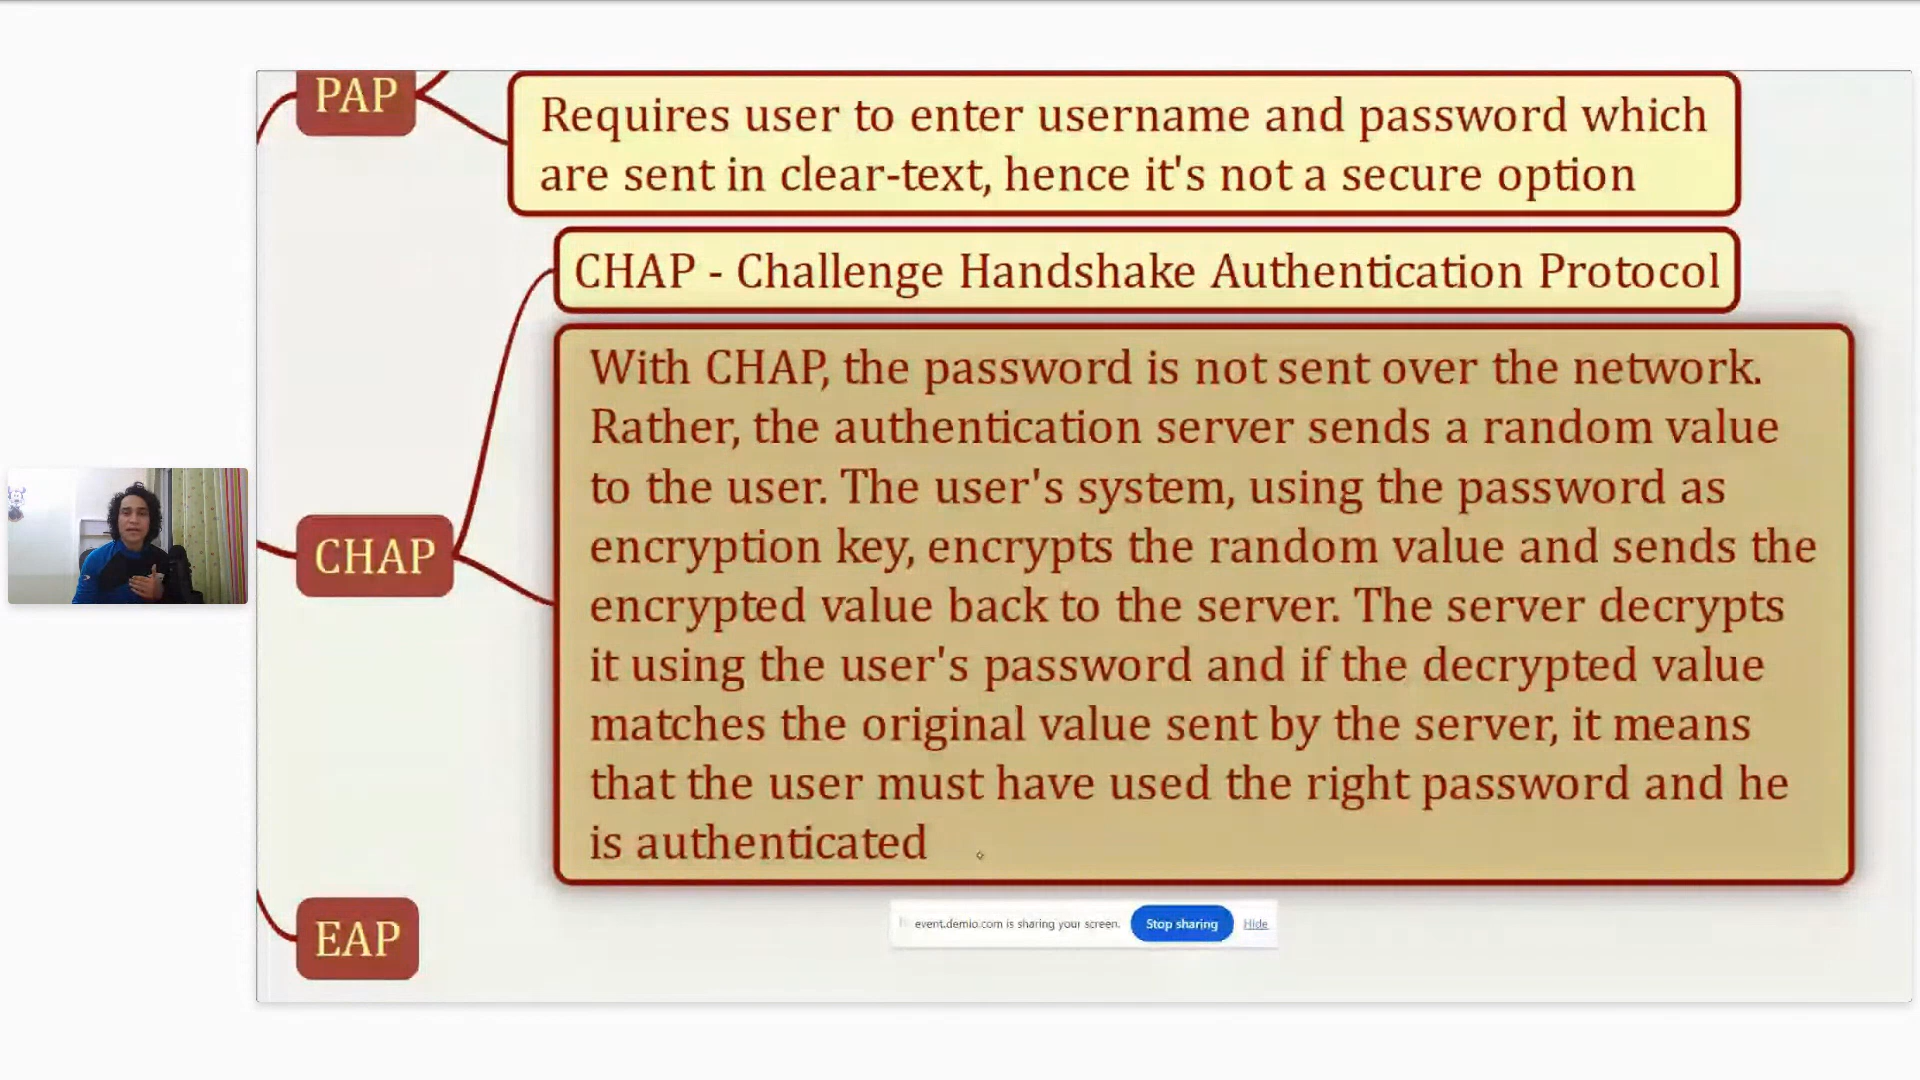 PAP
Requires user to enter username and password which
are sent in clear-text, hence it's not a secure option
CHAP - Challenge Handshake Authentication Protocol
With CHAP, the password is not sent over the network.
Rather, the authentication server sends a random value
to the user. The user's system, using the password as
encryption key, encrypts the random value and sends the
encrypted value back to the server. The server decrypts
it using the user's password and if the decrypted value
matches the original value sent by the server, it means
that the user must have used the right password and he
is authenticated
CHAP
EAP
event.demio.com is sharing your screen.
Stop sharing
Hide